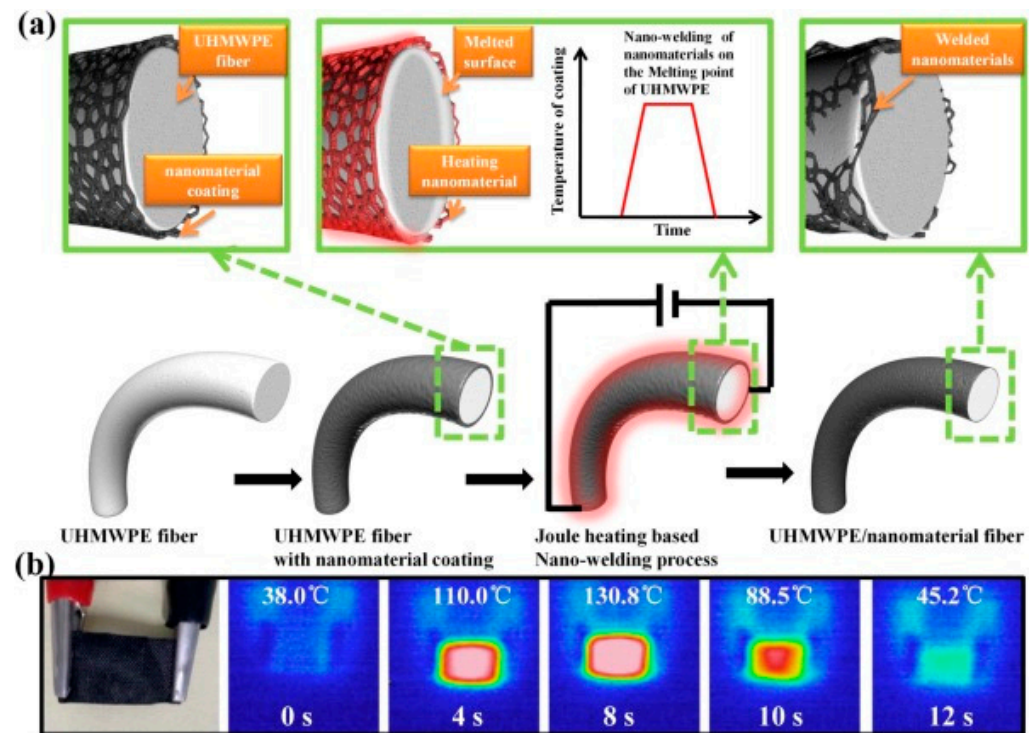 (a)
UHMWPE
fiber
nanomaterial
coating
Melted
surface
Heating
nanomaterial
Temperature of coating
Nano-welding of
nanomaterials on
the Melting point
of UHMWPE
Time
Welded
nanomaterials
UHMWPE fiber
UHMWPE fiber
with nanomaterial coating
Joule heating based
Nano-welding process
UHMWPE/nanomaterial fiber
(b)
38.0℃
110.0℃
130.8℃
88.5℃
45.2℃
0 s
4 s
8 s
10 s
12 s